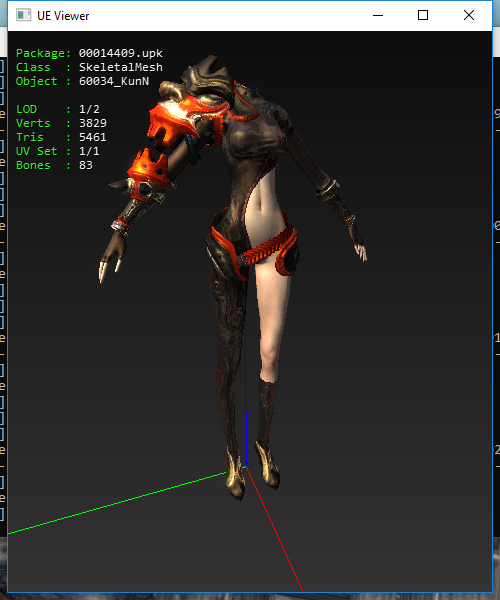 UE Viewer
Package: 00014409.upk
Class : SkeletalMesh
Object : 60034_KunN
LOD : 1/2
Verts : 3829
Tris : 5461
UV Set : 1/1
Bones : 83